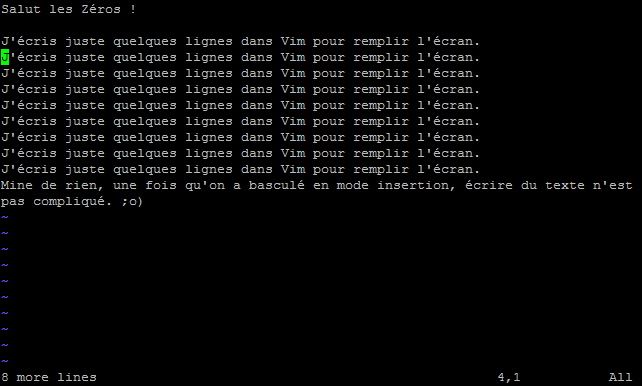 Salut les Zéros !

J'écris juste quelques lignes dans Vim pour remplir l'écran.
J'écris juste quelques lignes dans Vim pour remplir l'écran.
J'écris juste quelques lignes dans Vim pour remplir l'écran.
J'écris juste quelques lignes dans Vim pour remplir l'écran.
J'écris juste quelques lignes dans Vim pour remplir l'écran.
J'écris juste quelques lignes dans Vim pour remplir l'écran.
J'écris juste quelques lignes dans Vim pour remplir l'écran.
J'écris juste quelques lignes dans Vim pour remplir l'écran.
J'écris juste quelques lignes dans Vim pour remplir l'écran.
Mine de rien, une fois qu'on a basculé en mode insertion, écrire du texte n'est
pas compliqué. ;o)
~
~
~
~
~
~
~
~
~
~
8 more lines 4,1 All